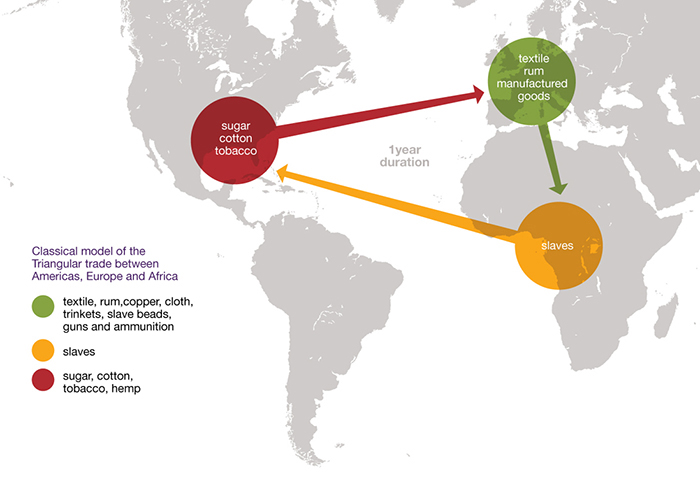 textile
rum
manufactured
goods
sugar
cotton
tobacco
1year
duration
slaves
Classical model of the
Triangular trade between
Americas, Europe and Africa
textile, rum,copper, cloth,
trinkets, slave beads,
guns and ammunition
slaves
sugar, cotton,
tobacco, hemp